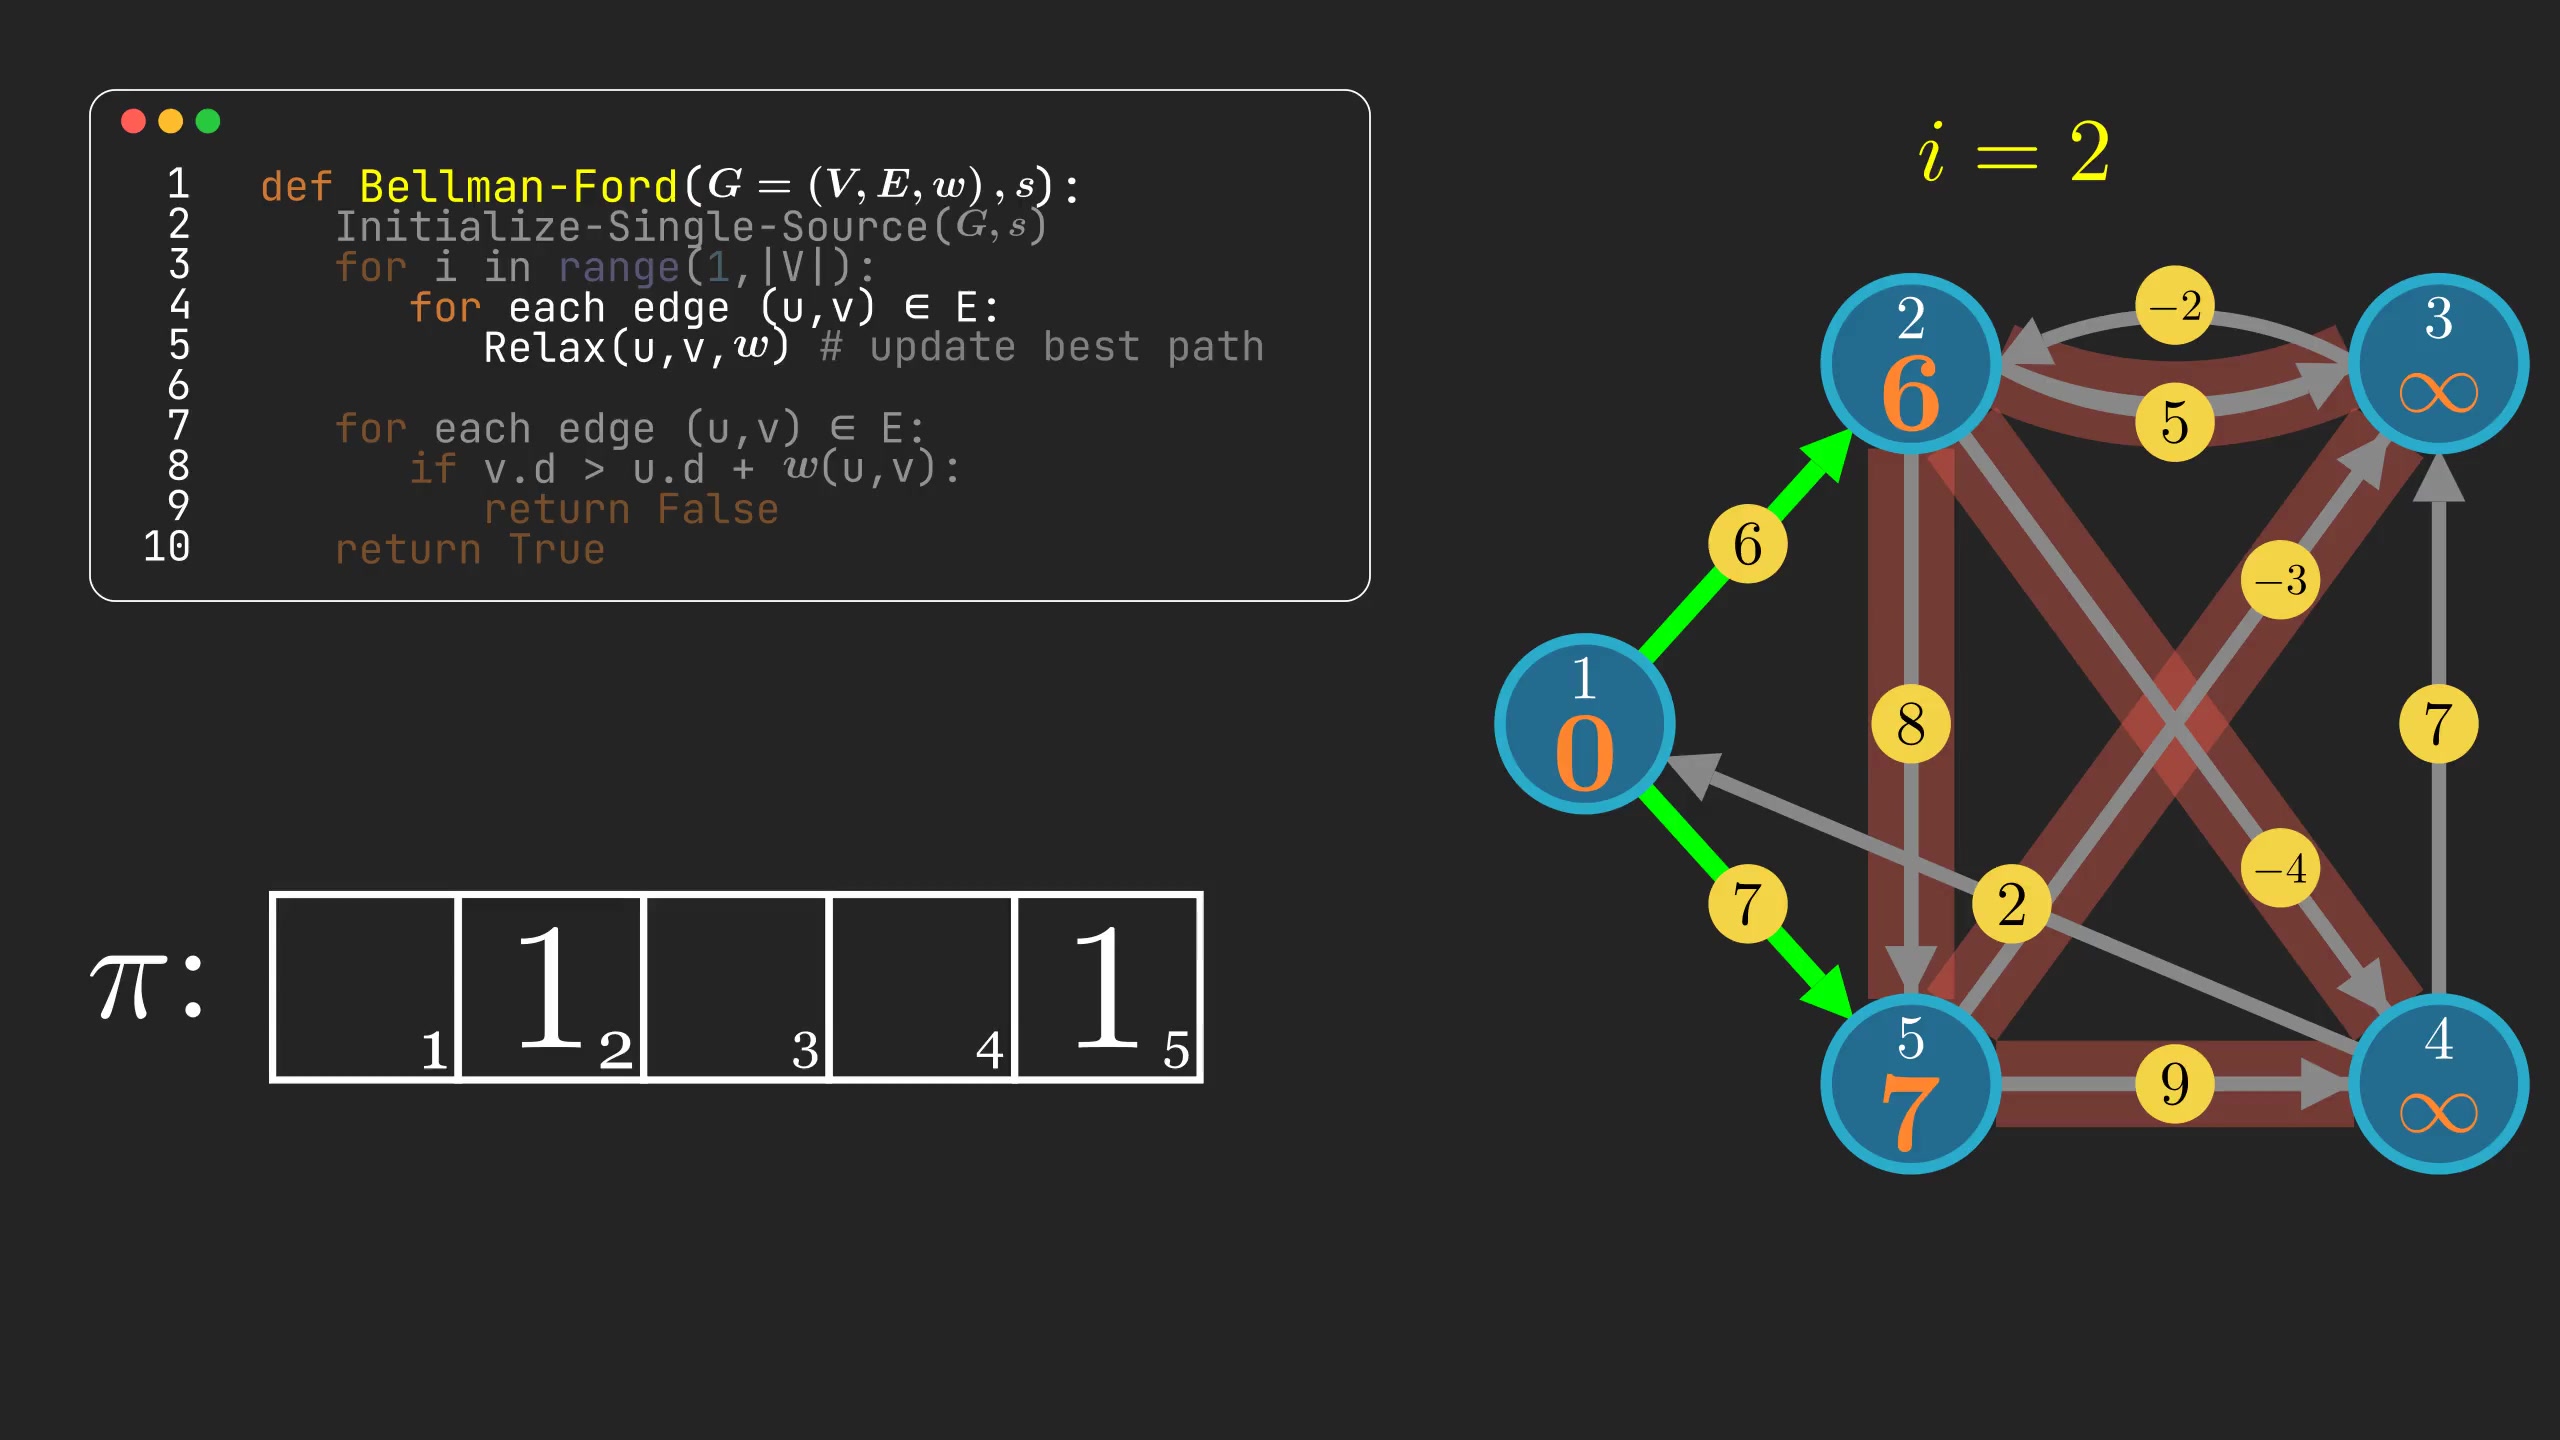 1 def Bellman-Ford(G = (V, E, w), s):
2 Initialize-Single-Source(G, s)
3 for i in range(1,|V|):
4 for each edge (u,v) ∈ E:
5 Relax(u,v,w) # update best path
6
7 for each edge (u,v) ∈ E:
8 if v.d > u.d + w(u,v):
9 return False
10 return True
i = 2
−2
2
6
3
∞
5
6
−3
1
0
8
7
−4
7
2
5
7
9
4
∞
π:
1
1 2
3
4
1 5